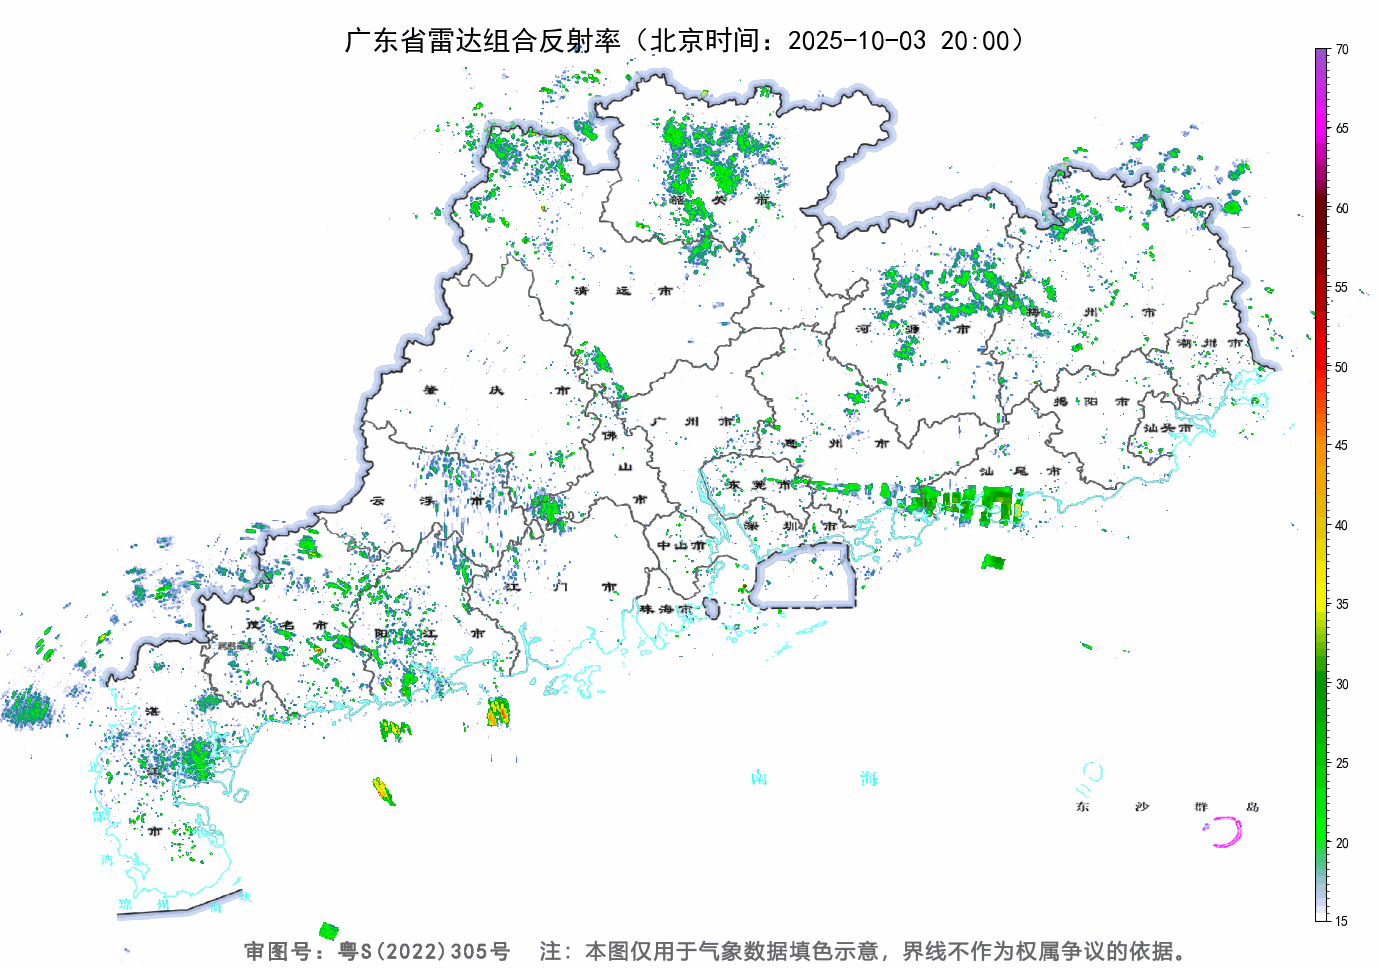 广东省雷达组合反射率（北京时间：2025-10-03 20:00）
70
65
60
55
50
45
40
35
30
25
20
15
韶 关 市
清 远 市
河 源 市
梅 州 市
潮 州 市
肇 庆 市
广 州 市
揭 阳 市
汕头市
佛 山 市
惠 州 市
汕 尾 市
东 莞 市
云 浮 市
深 圳 市
中山市
江 门 市
珠海市
茂 名 市
阳 江 市
湛 江 市
南 海
东 沙 群 岛
北 部 湾
琼 州 海 峡
审图号：粤S(2022)305号 注：本图仅用于气象数据填色示意，界线不作为权属争议的依据。